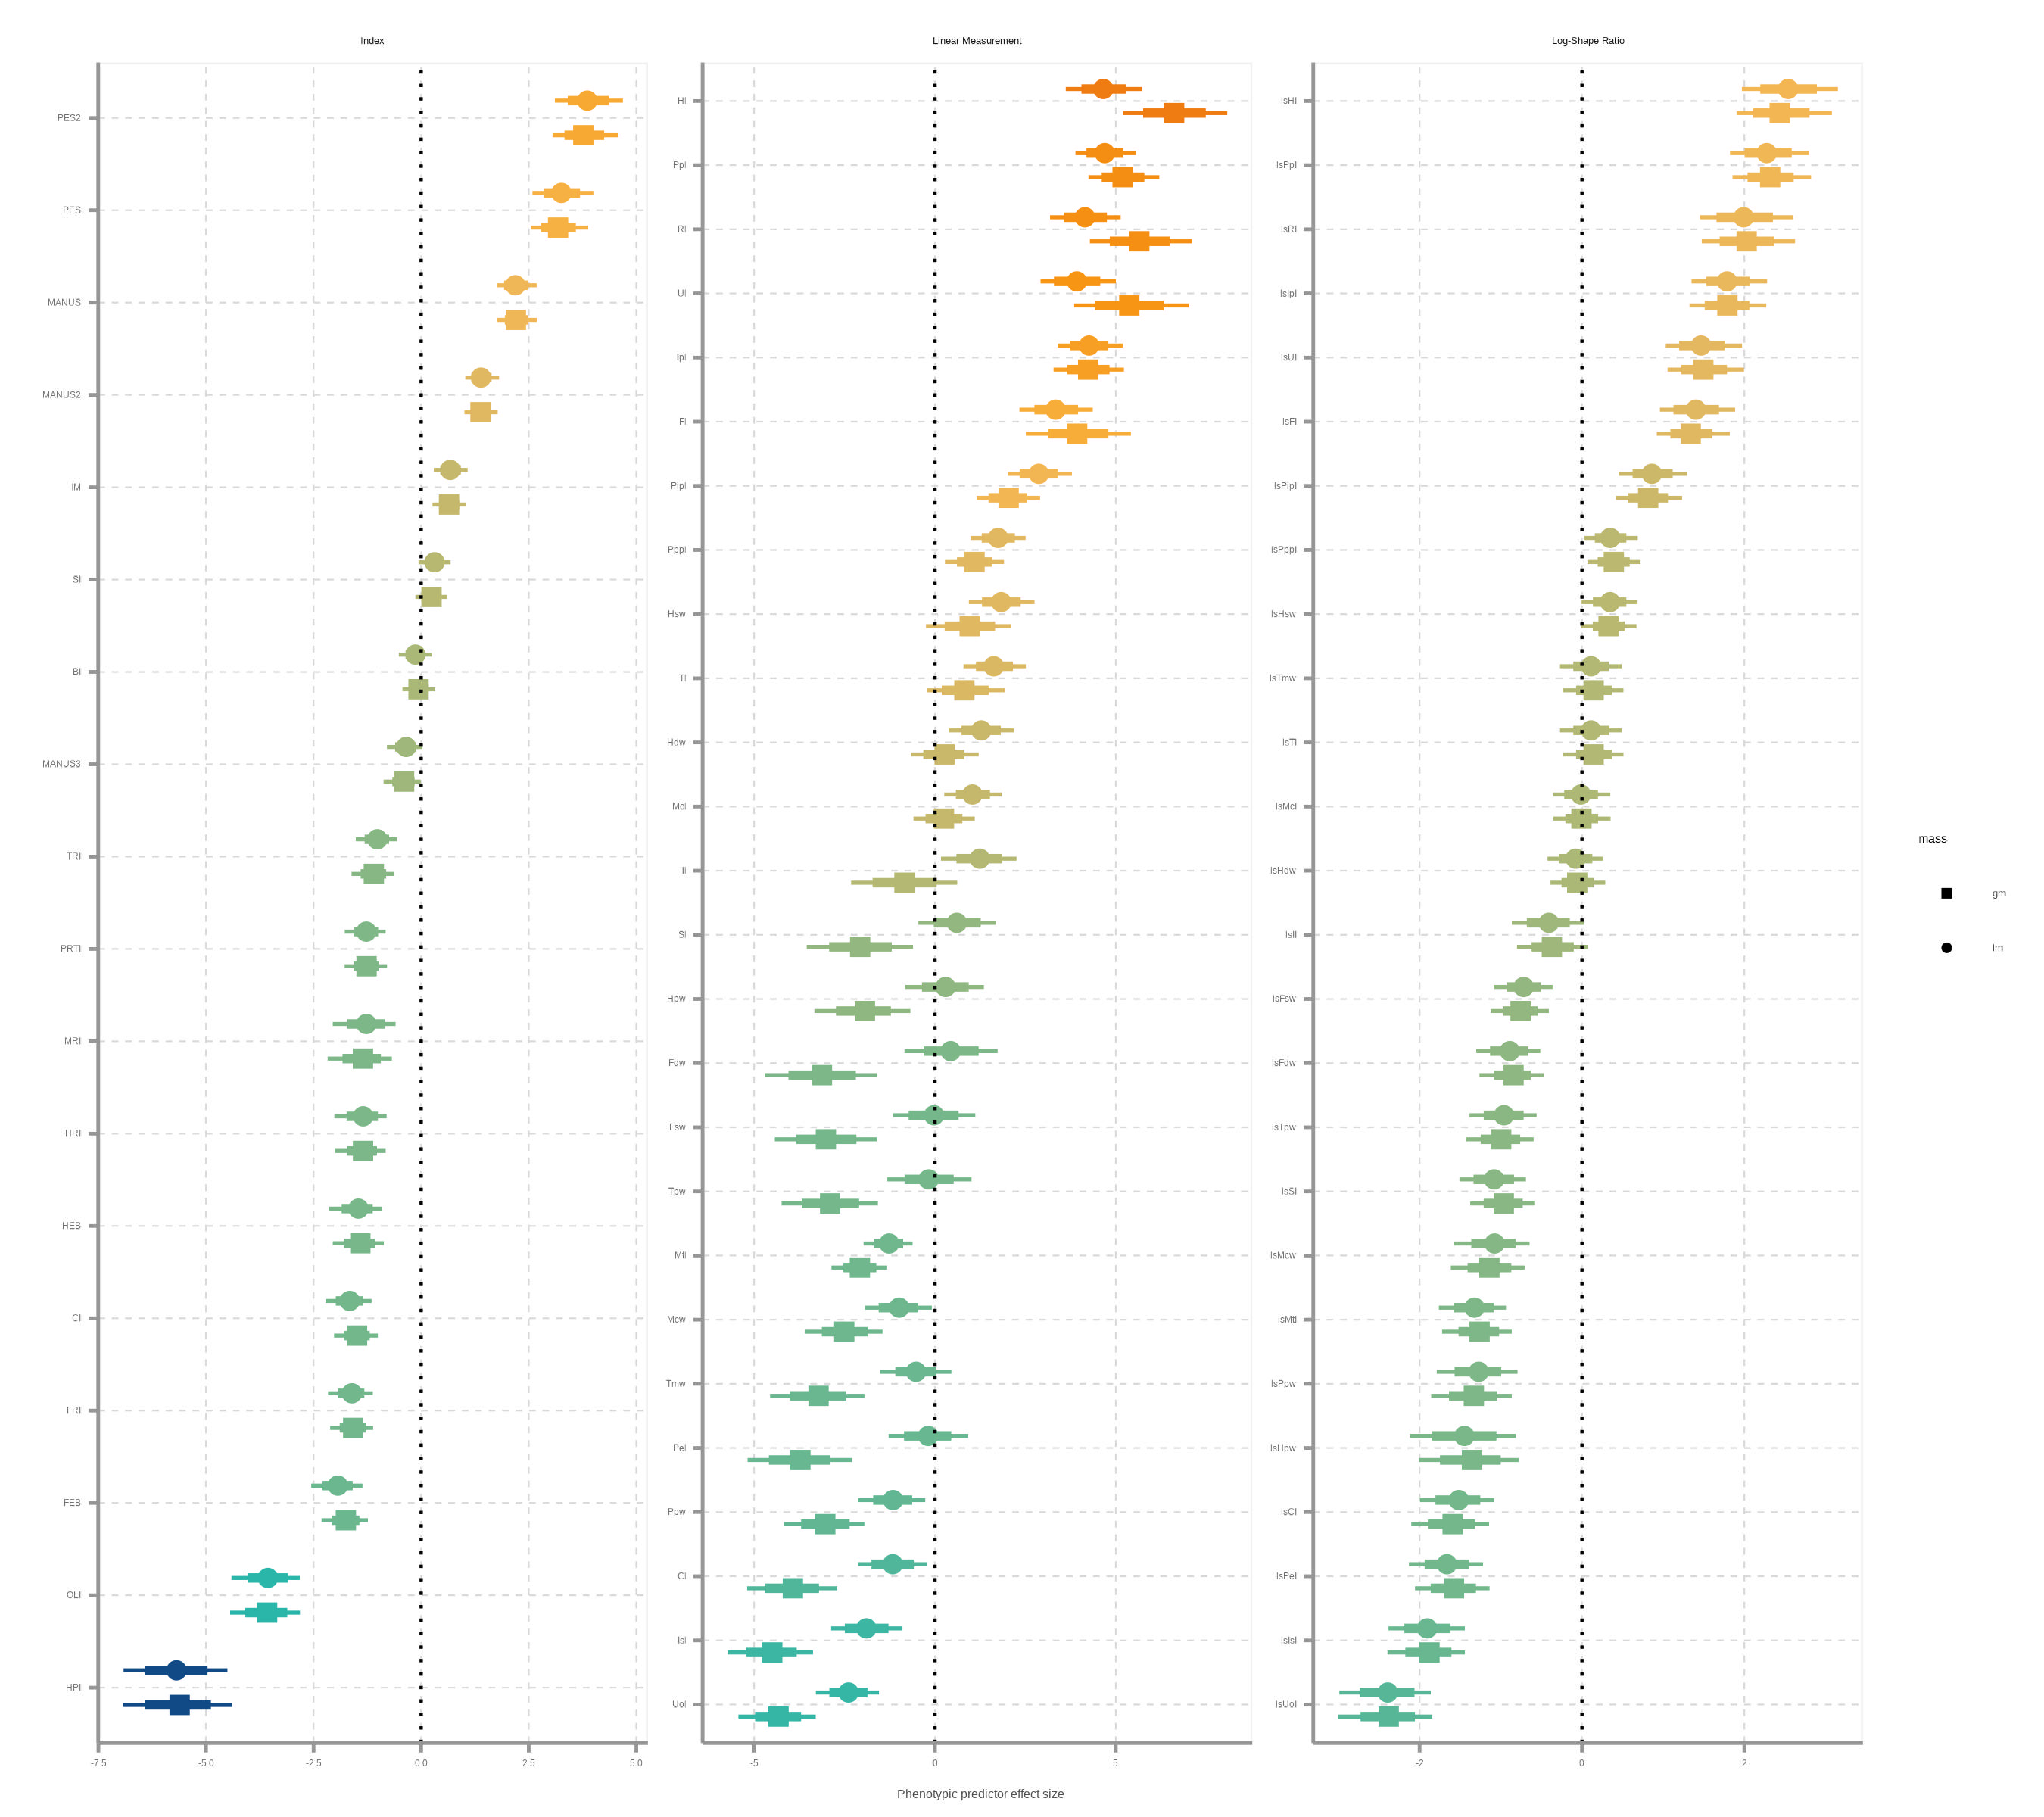 Index
PES2
PES
MANUS
MANUS2
IM
SI
BI
MANUS3
TRI
PRTI
MRI
HRI
HEB
CI
FRI
FEB
OLI
HPI
-7.5 -5.0 -2.5 0.0 2.5 5.0
Linear Measurement
Hl
Ppl
Rl
Ul
Ipl
Fl
Pipl
Pppl
Hsw
Tl
Hdw
Mcl
Il
Sl
Hpw
Fdw
Fsw
Tpw
Mtl
Mcw
Tmw
Pel
Ppw
Cl
Isl
Uol
-5 0 5
Log-Shape Ratio
lsHl
lsPpl
lsRl
lsIpl
lsUl
lsFl
lsPipl
lsPppl
lsHsw
lsTmw
lsTl
lsMcl
lsHdw
lsIl
lsFsw
lsFdw
lsTpw
lsSl
lsMcw
lsMtl
lsPpw
lsHpw
lsCl
lsPel
lsIsl
lsUol
-2 0 2
Phenotypic predictor effect size
mass
gm
lm